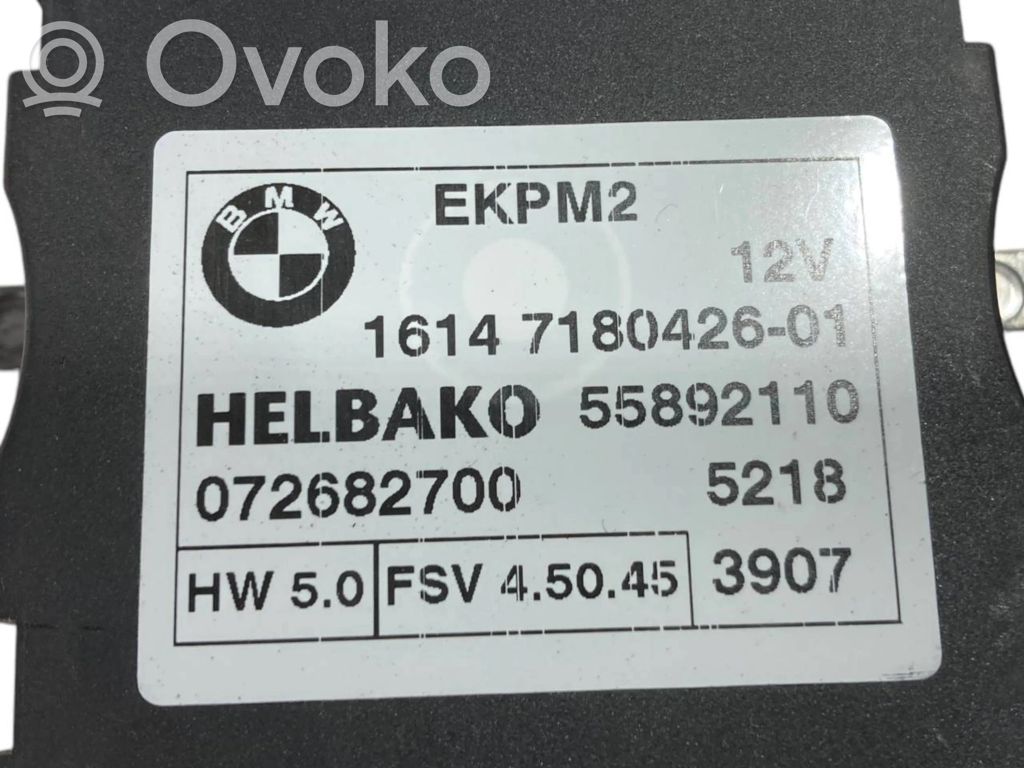 Ovoko
BMW
EKPM2
12V
1614 7180426-01
HELBAKO 55892110
072682700 5218
HW 5.0 FSV 4.50.45 3907